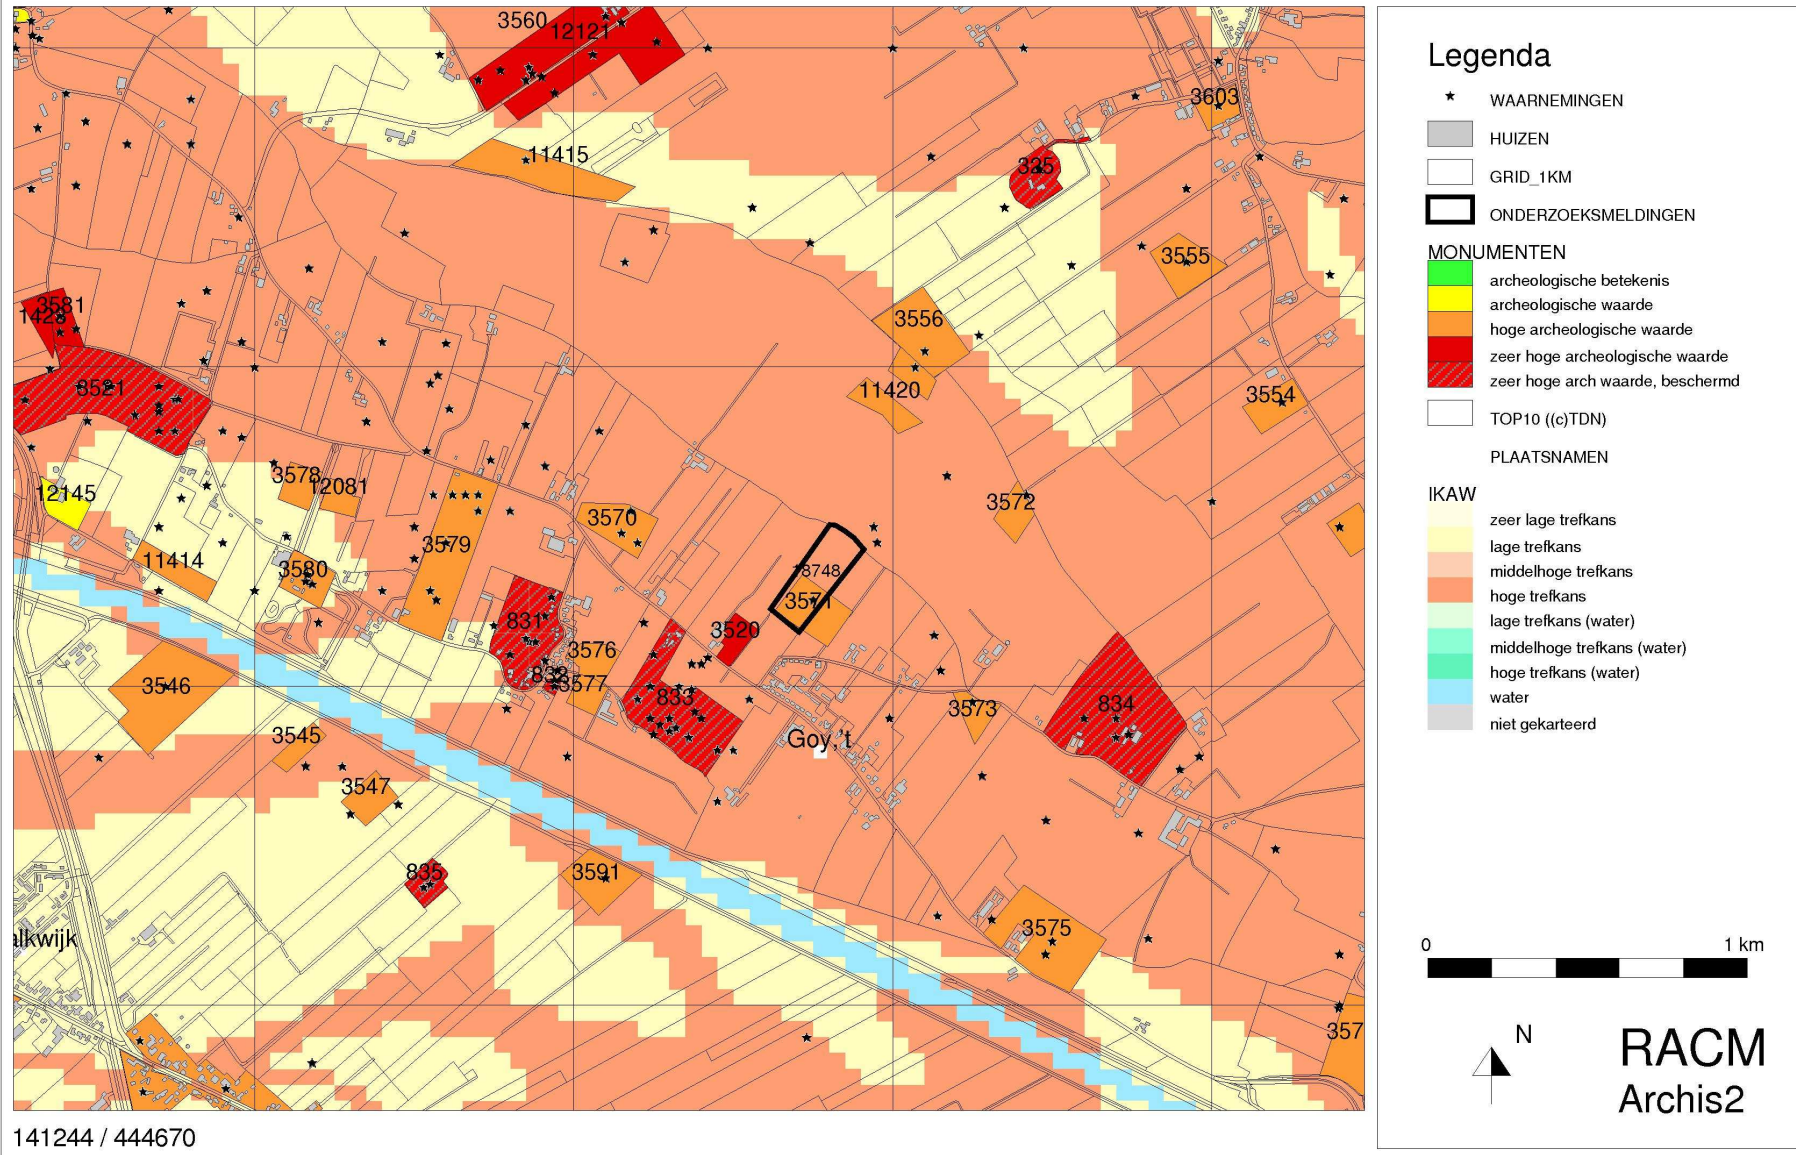 3560
12121
3603
11415
325
3555
3581
1428
3556
8521
11420
3554
3578
12081
12145
3572
3570
3579
11414
3580
18748
3571
831
3520
3576
832
3577
3546
833
834
3573
3545
Goy,'t
3547
835
3591
3575
alkwijk
357
141244 / 444670
Legenda
WAARNEMINGEN
HUIZEN
GRID_1KM
ONDERZOEKSMELDINGEN
MONUMENTEN
archeologische betekenis
archeologische waarde
hoge archeologische waarde
zeer hoge archeologische waarde
zeer hoge arch waarde, beschermd
TOP10 ((c)TDN)
PLAATSNAMEN
IKAW
zeer lage trefkans
lage trefkans
middelhoge trefkans
hoge trefkans
lage trefkans (water)
middelhoge trefkans (water)
hoge trefkans (water)
water
niet gekarteerd
0 1 km
N
RACM
Archis2